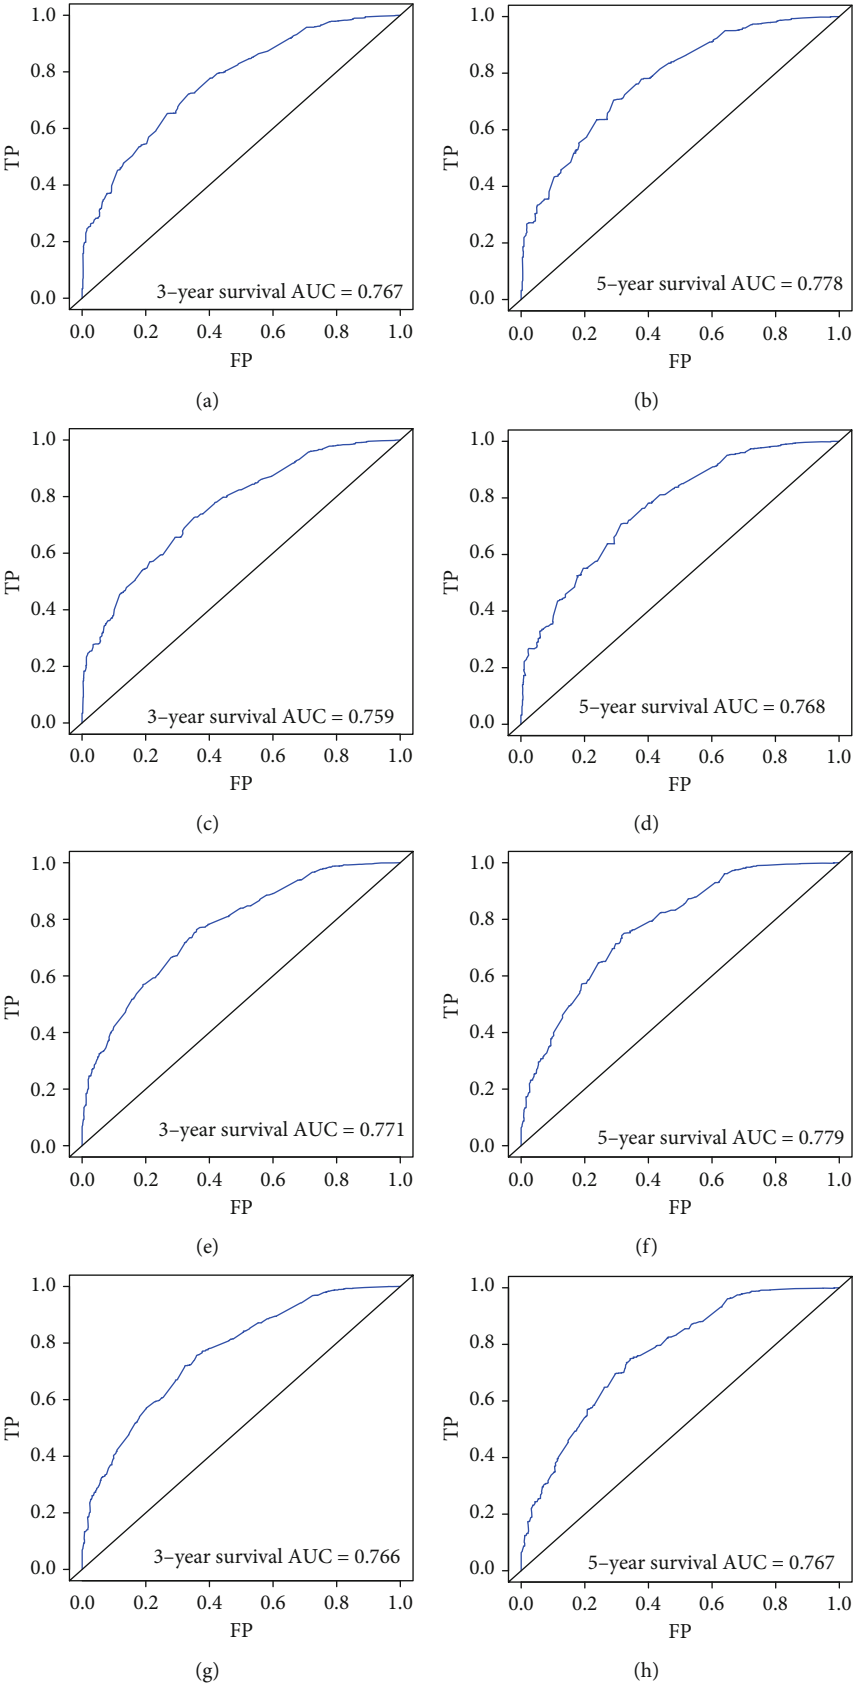 1.0
0.8
0.6
0.4
0.2
0.0
TP
3–year survival AUC = 0.767
0.0 0.2 0.4 0.6 0.8 1.0
FP
(a)
1.0
0.8
0.6
0.4
0.2
0.0
TP
5–year survival AUC = 0.778
0.0 0.2 0.4 0.6 0.8 1.0
FP
(b)
1.0
0.8
0.6
0.4
0.2
0.0
TP
3–year survival AUC = 0.759
0.0 0.2 0.4 0.6 0.8 1.0
FP
(c)
1.0
0.8
0.6
0.4
0.2
0.0
TP
5–year survival AUC = 0.768
0.0 0.2 0.4 0.6 0.8 1.0
FP
(d)
1.0
0.8
0.6
0.4
0.2
0.0
TP
3–year survival AUC = 0.771
0.0 0.2 0.4 0.6 0.8 1.0
FP
(e)
1.0
0.8
0.6
0.4
0.2
0.0
TP
5–year survival AUC = 0.779
0.0 0.2 0.4 0.6 0.8 1.0
FP
(f)
1.0
0.8
0.6
0.4
0.2
0.0
TP
3–year survival AUC = 0.766
0.0 0.2 0.4 0.6 0.8 1.0
FP
(g)
1.0
0.8
0.6
0.4
0.2
0.0
TP
5–year survival AUC = 0.767
0.0 0.2 0.4 0.6 0.8 1.0
FP
(h)